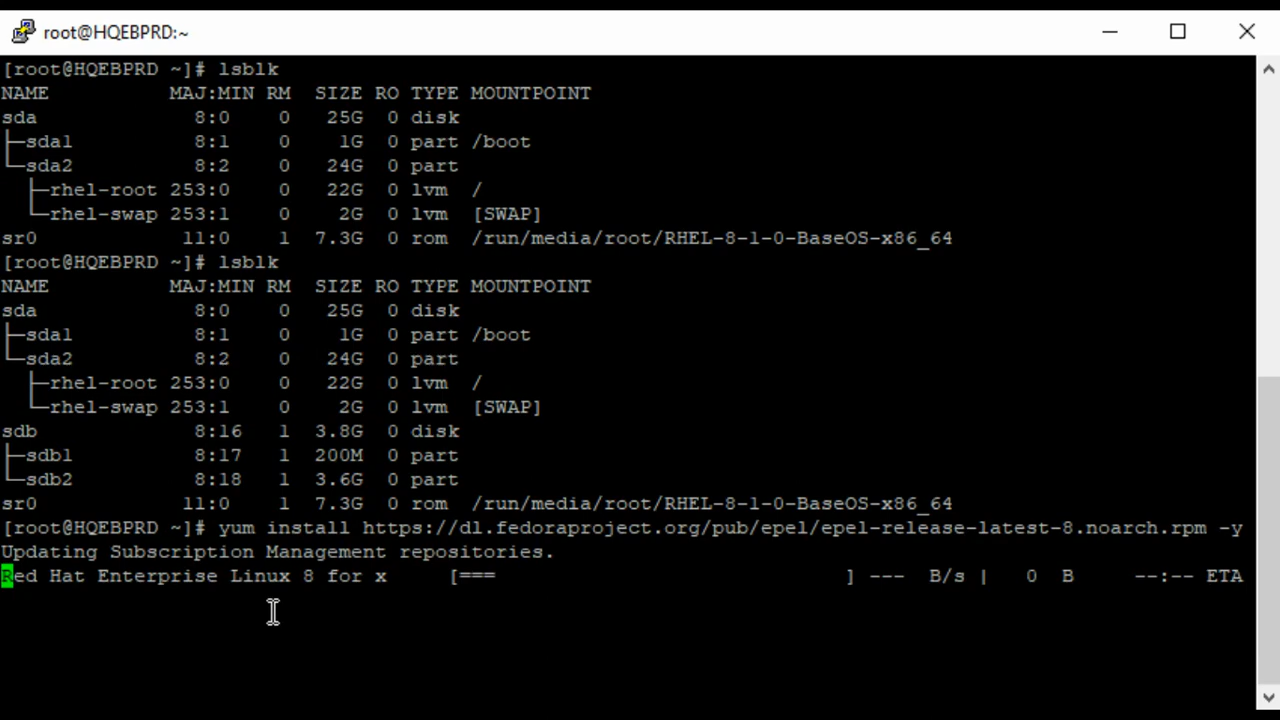 root@HQEBPRD:~
[root@HQEBPRD ~]# lsblk
NAME MAJ:MIN RM SIZE RO TYPE MOUNTPOINT
sda 8:0 0 25G 0 disk
├─sda1 8:1 0 1G 0 part /boot
└─sda2 8:2 0 24G 0 part
├─rhel-root 253:0 0 22G 0 lvm /
└─rhel-swap 253:1 0 2G 0 lvm [SWAP]
sr0 11:0 1 7.3G 0 rom /run/media/root/RHEL-8-1-0-BaseOS-x86_64
[root@HQEBPRD ~]# lsblk
NAME MAJ:MIN RM SIZE RO TYPE MOUNTPOINT
sda 8:0 0 25G 0 disk
├─sda1 8:1 0 1G 0 part /boot
└─sda2 8:2 0 24G 0 part
├─rhel-root 253:0 0 22G 0 lvm /
└─rhel-swap 253:1 0 2G 0 lvm [SWAP]
sdb 8:16 1 3.8G 0 disk
├─sdb1 8:17 1 200M 0 part
└─sdb2 8:18 1 3.6G 0 part
sr0 11:0 1 7.3G 0 rom /run/media/root/RHEL-8-1-0-BaseOS-x86_64
[root@HQEBPRD ~]# yum install https://dl.fedoraproject.org/pub/epel/epel-release-latest-8.noarch.rpm -y
Updating Subscription Management repositories.
Red Hat Enterprise Linux 8 for x [=== ] --- B/s | 0 B --:-- ETA